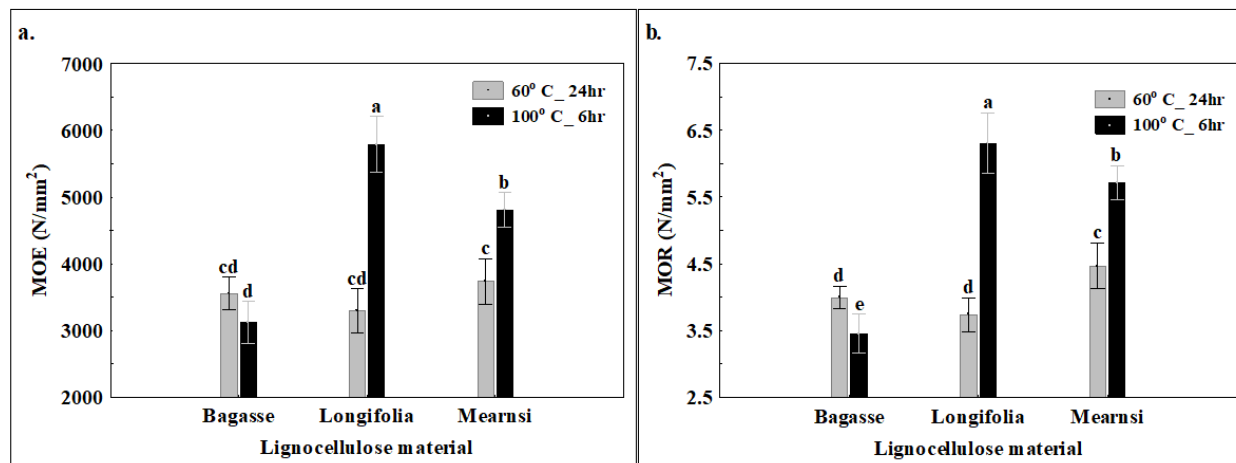 a.
MOE (N/mm²)
7000
6000
5000
4000
3000
2000
60° C_ 24hr
100° C_ 6hr
cd
d
cd
a
c
b
Bagasse
Longifolia
Mearnsi
Lignocellulose material
b.
MOR (N/mm²)
7.5
6.5
5.5
4.5
3.5
2.5
60° C_ 24hr
100° C_ 6hr
d
e
d
a
c
b
Bagasse
Longifolia
Mearnsi
Lignocellulose material